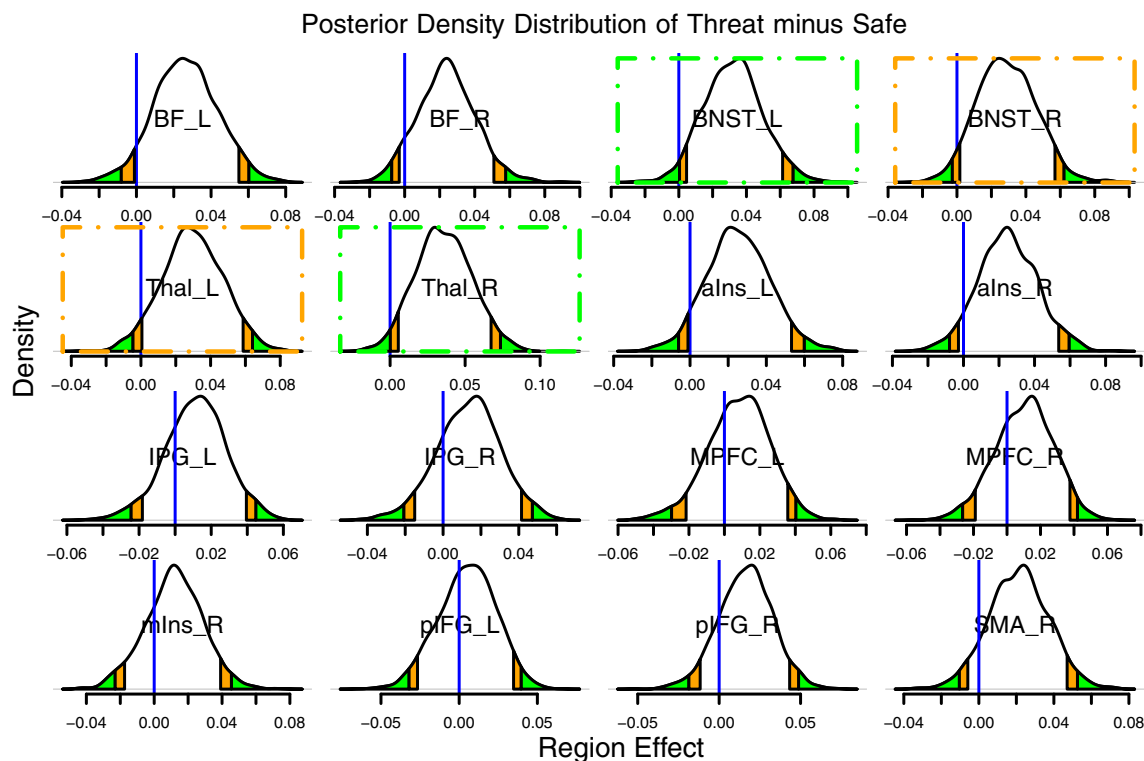 Posterior Density Distribution of Threat minus Safe
BF_L
BF_R
BNST_L
BNST_R
−0.04 0.00 0.04 0.08
−0.04 0.00 0.04 0.08
−0.04 0.00 0.04 0.08
−0.04 0.00 0.04 0.08
Thal_L
Thal_R
aIns_L
aIns_R
−0.04 0.00 0.04 0.08
0.00 0.05 0.10
−0.04 0.00 0.04 0.08
−0.04 0.00 0.04 0.08
Density
IPG_L
IPG_R
MPFC_L
MPFC_R
−0.06 −0.02 0.02 0.06
−0.04 0.00 0.04
−0.06 −0.02 0.02 0.06
−0.06 −0.02 0.02 0.06
mIns_R
pIFG_L
pIFG_R
SMA_R
−0.04 0.00 0.04 0.08
−0.05 0.00 0.05
−0.05 0.00 0.05
−0.04 0.00 0.04 0.08
Region Effect